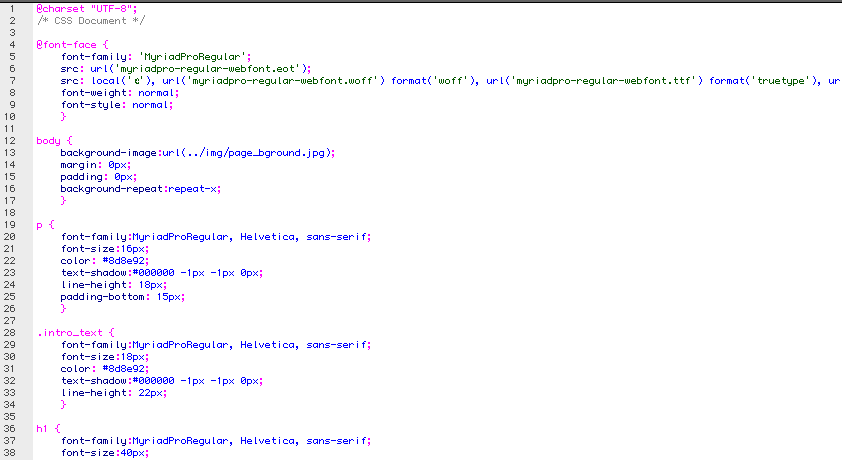 1 @charset "UTF-8";
2 /* CSS Document */
3
4 @font-face {
5 font-family: 'MyriadProRegular';
6 src: url('myriadpro-regular-webfont.eot');
7 src: local('¢'), url('myriadpro-regular-webfont.woff') format('woff'), url('myriadpro-regular-webfont.ttf') format('truetype'), ur
8 font-weight: normal;
9 font-style: normal;
10 }
11
12 body {
13 background-image:url(../img/page_bground.jpg);
14 margin: 0px;
15 padding: 0px;
16 background-repeat:repeat-x;
17 }
18
19 p {
20 font-family:MyriadProRegular, Helvetica, sans-serif;
21 font-size:16px;
22 color: #8d8e92;
23 text-shadow:#000000 -1px -1px 0px;
24 line-height: 18px;
25 padding-bottom: 15px;
26 }
27
28 .intro_text {
29 font-family:MyriadProRegular, Helvetica, sans-serif;
30 font-size:18px;
31 color: #8d8e92;
32 text-shadow:#000000 -1px -1px 0px;
33 line-height: 22px;
34 }
35
36 h1 {
37 font-family:MyriadProRegular, Helvetica, sans-serif;
38 font-size:40px;